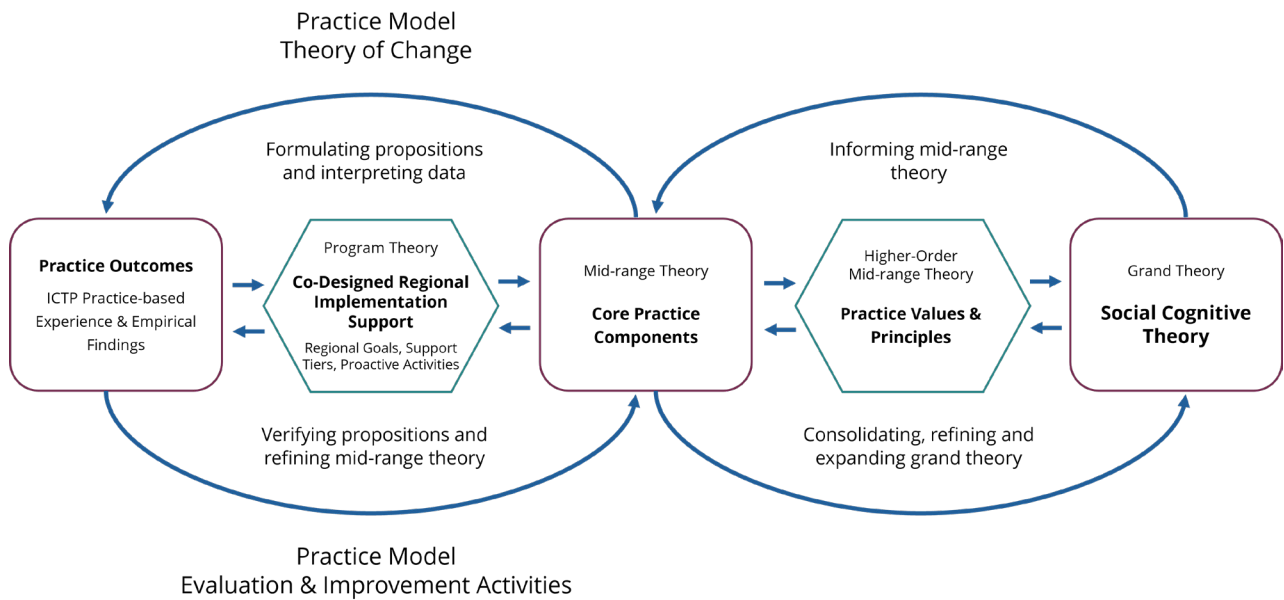 Practice Model
Theory of Change
Formulating propositions
and interpreting data
Informing mid-range
theory
Practice Outcomes
ICTP Practice-based
Experience & Empirical
Findings
Program Theory
Co-Designed Regional
Implementation
Support
Regional Goals, Support
Tiers, Proactive Activities
Mid-range Theory
Core Practice
Components
Higher-Order
Mid-range Theory
Practice Values &
Principles
Grand Theory
Social Cognitive
Theory
Verifying propositions and
refining mid-range theory
Consolidating, refining and
expanding grand theory
Practice Model
Evaluation & Improvement Activities